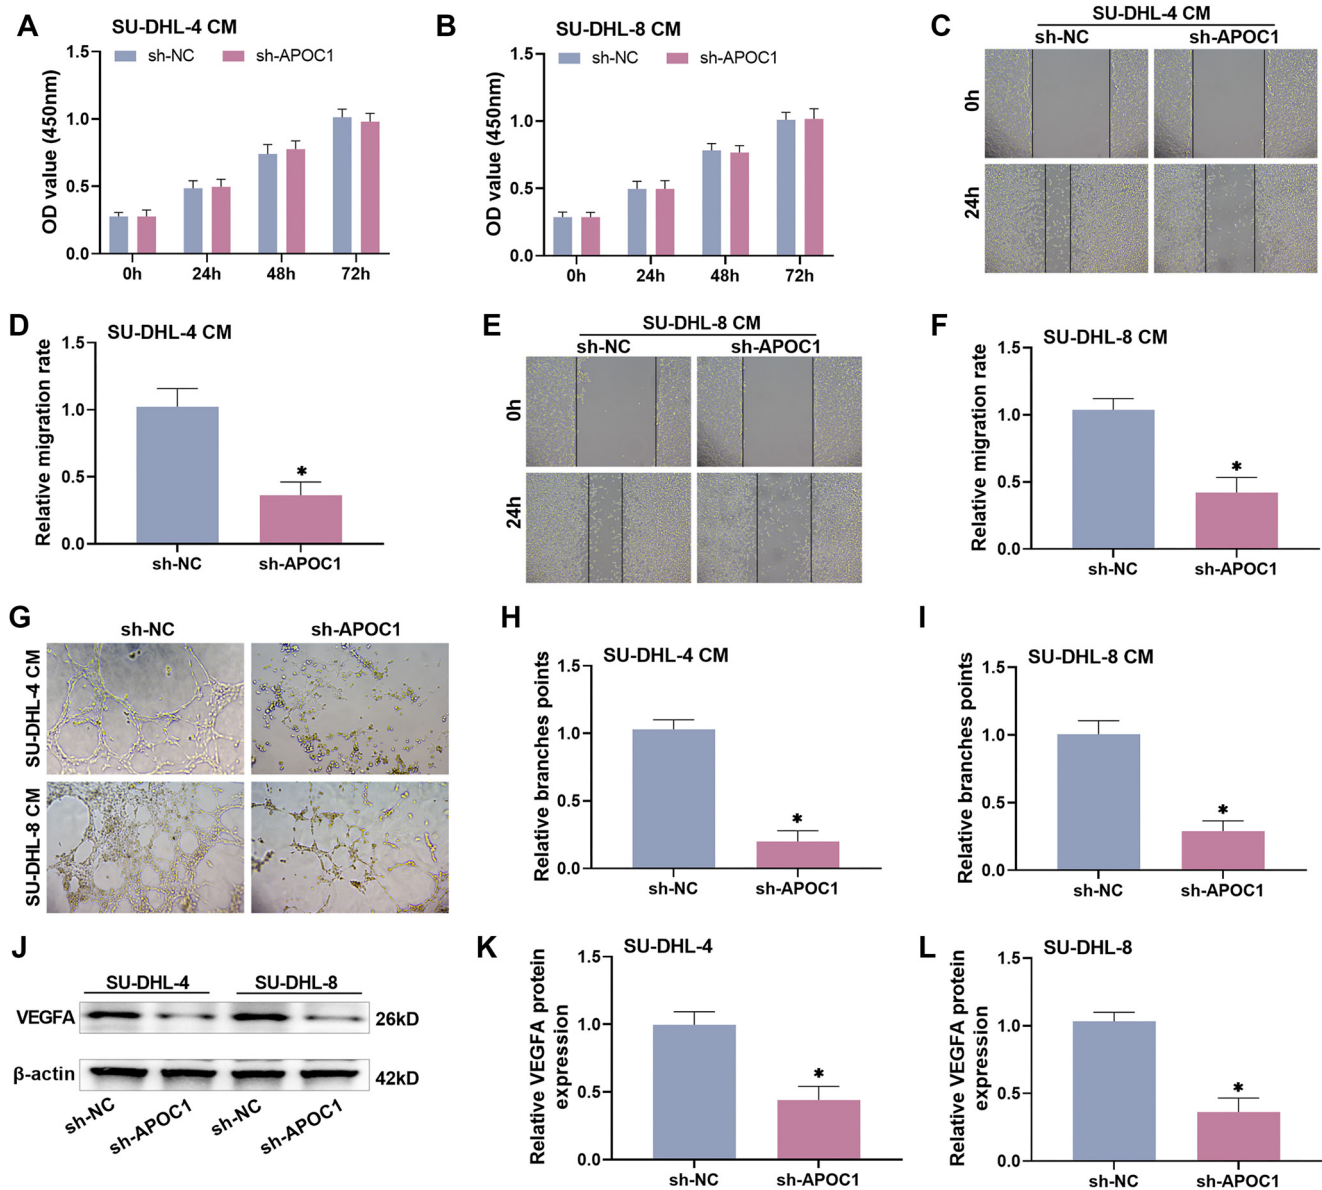 A
SU-DHL-4 CM
sh-NC sh-APOC1
OD value (450nm)
1.5
1.0
0.5
0.0
0h 24h 48h 72h
B
SU-DHL-8 CM
sh-NC sh-APOC1
OD value (450nm)
1.5
1.0
0.5
0.0
0h 24h 48h 72h
C
SU-DHL-4 CM
sh-NC sh-APOC1
0h
24h
D
SU-DHL-4 CM
Relative migration rate
1.5
1.0
0.5
0.0
*
sh-NC sh-APOC1
E
SU-DHL-8 CM
sh-NC sh-APOC1
0h
24h
F
SU-DHL-8 CM
Relative migration rate
1.5
1.0
0.5
0.0
*
sh-NC sh-APOC1
G
sh-NC sh-APOC1
SU-DHL-4 CM
SU-DHL-8 CM
H
SU-DHL-4 CM
Relative branches points
1.5
1.0
0.5
0.0
*
sh-NC sh-APOC1
I
SU-DHL-8 CM
Relative branches points
1.5
1.0
0.5
0.0
*
sh-NC sh-APOC1
J
SU-DHL-4 SU-DHL-8
VEGFA 26kD
β-actin 42kD
sh-NC sh-APOC1 sh-NC sh-APOC1
K
SU-DHL-4
Relative VEGFA protein
expression
1.5
1.0
0.5
0.0
*
sh-NC sh-APOC1
L
SU-DHL-8
Relative VEGFA protein
expression
1.5
1.0
0.5
0.0
*
sh-NC sh-APOC1